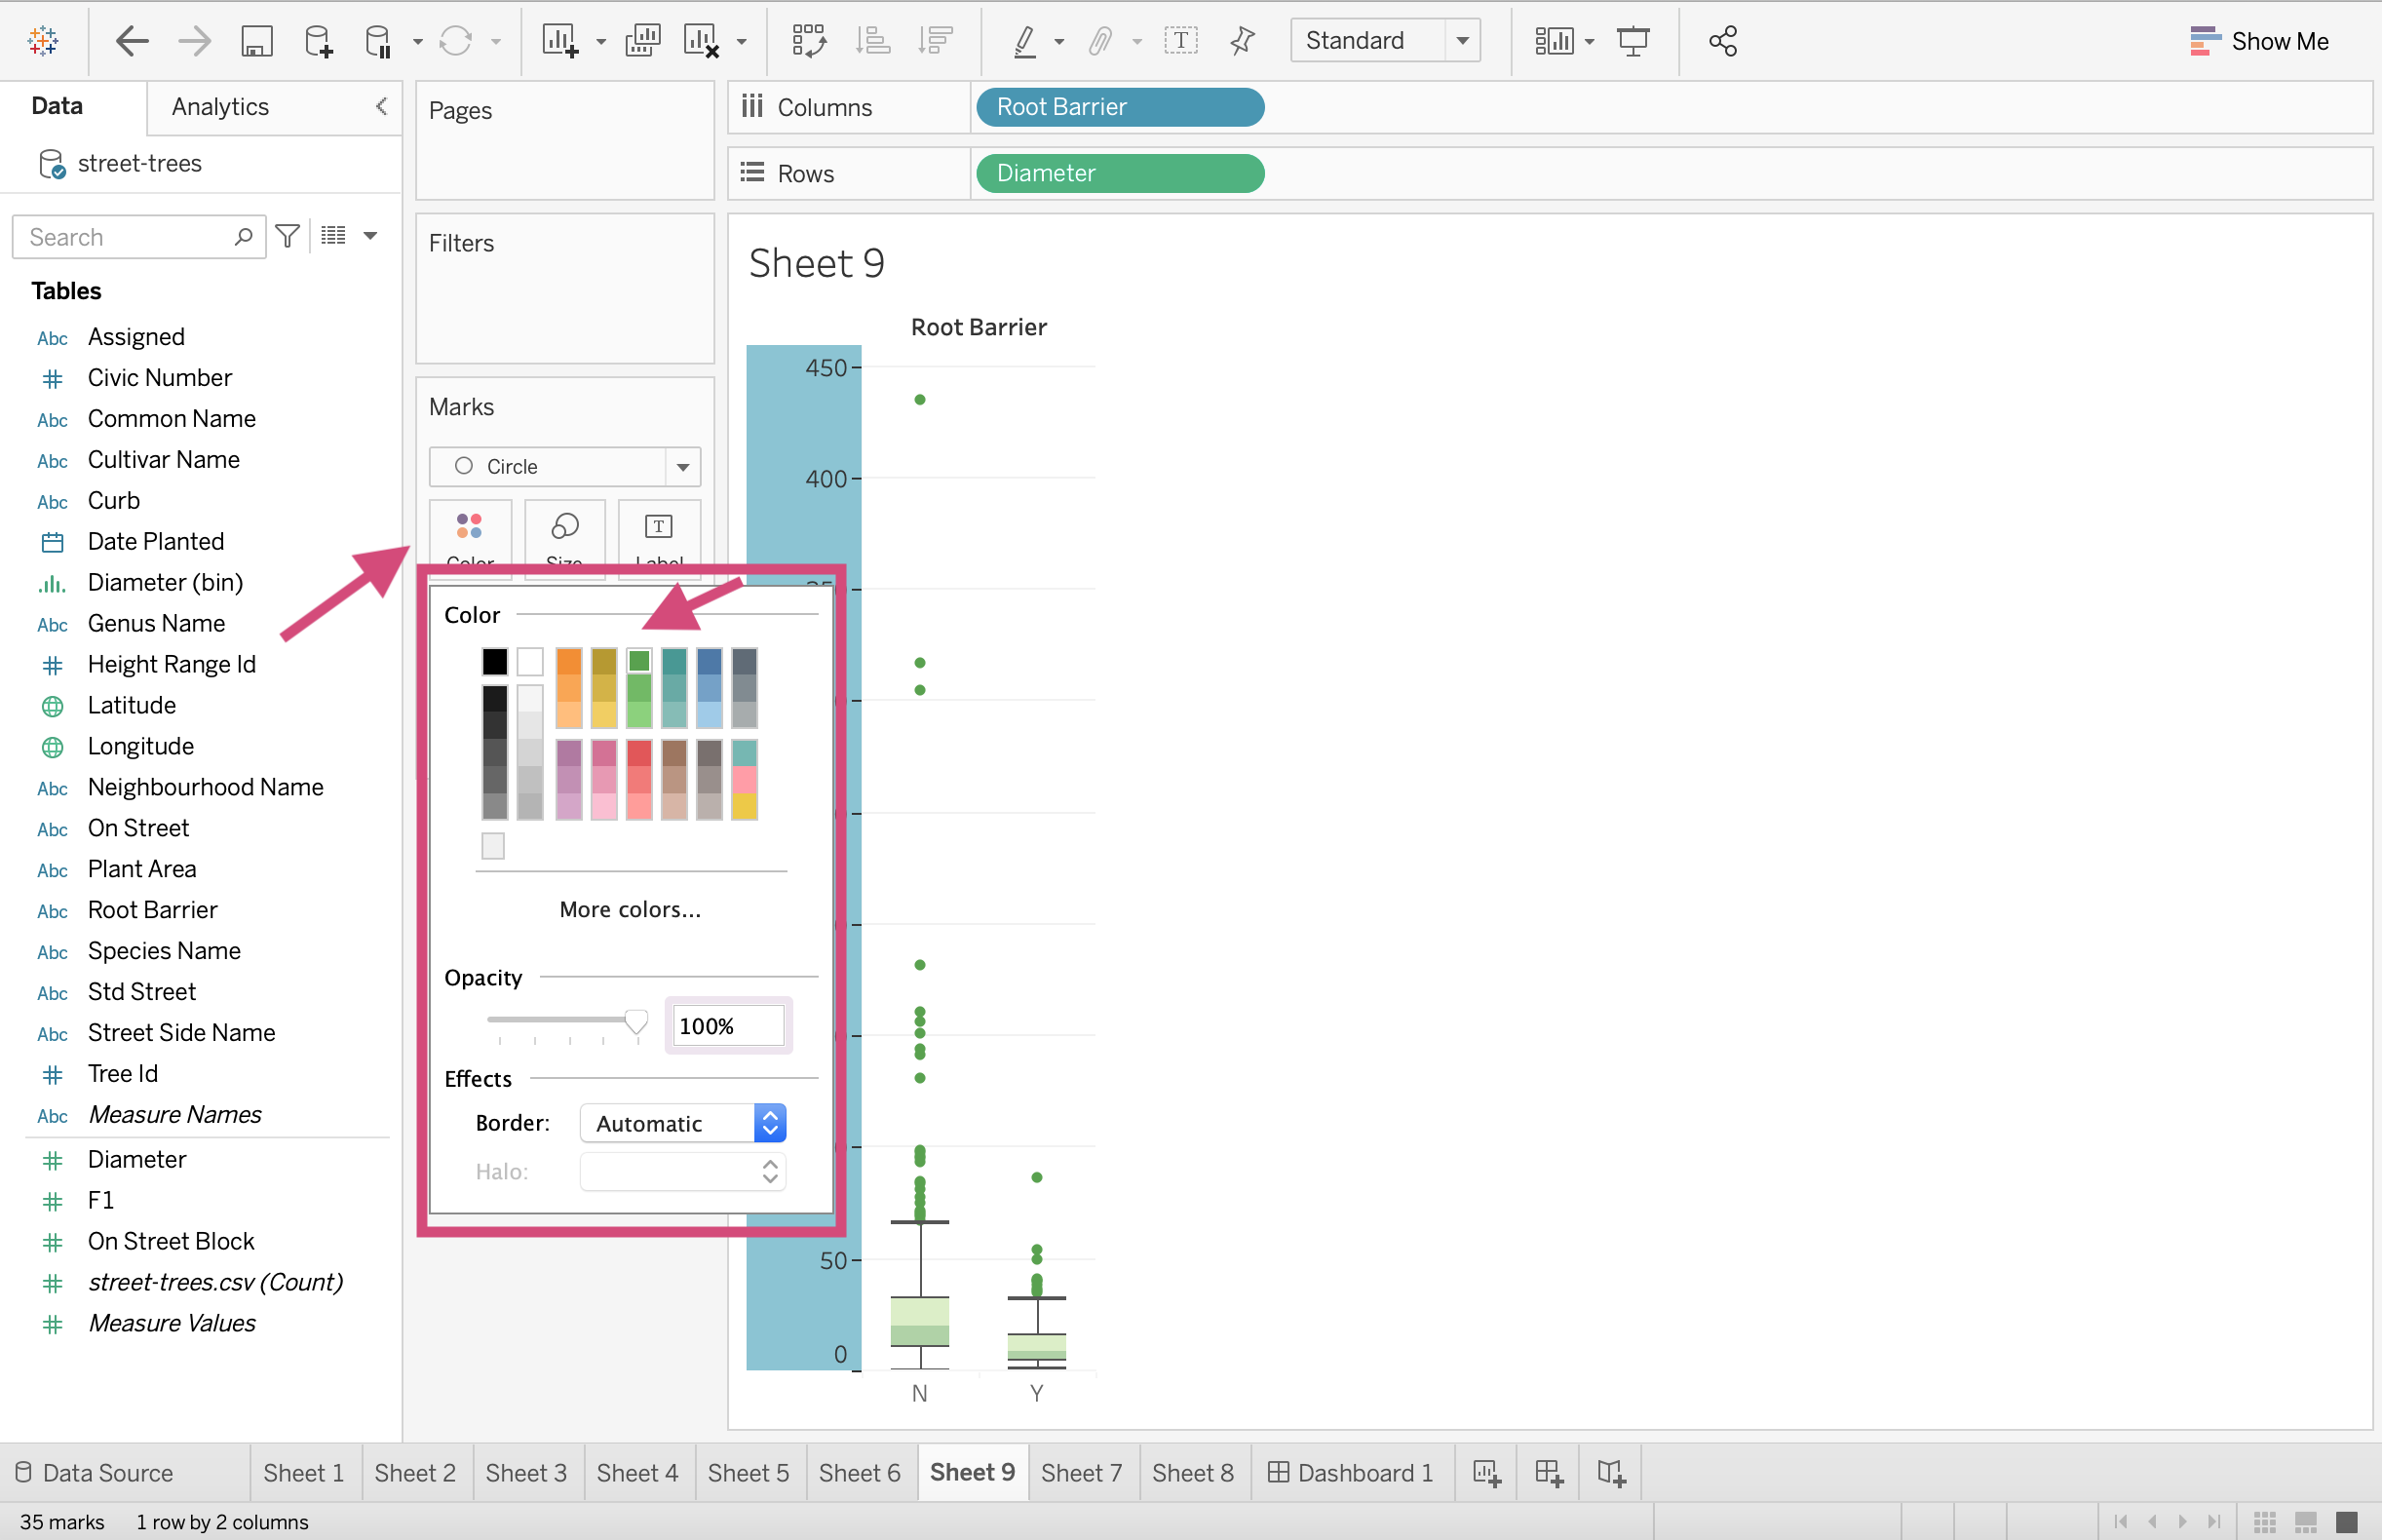 Standard
Show Me
Data
Analytics
street-trees
Search
Tables
Abc Assigned
Civic Number
Abc Common Name
Abc Cultivar Name
Abc Curb
Date Planted
Diameter (bin)
Abc Genus Name
Height Range Id
Latitude
Longitude
Abc Neighbourhood Name
Abc On Street
Abc Plant Area
Abc Root Barrier
Abc Species Name
Abc Std Street
Abc Street Side Name
Tree Id
Abc Measure Names
Diameter
F1
On Street Block
street-trees.csv (Count)
Measure Values
Pages
Filters
Marks
Circle
Color Size Label
Color
More colors...
Opacity
100%
Effects
Border: Automatic
Halo:
Columns Root Barrier
Rows Diameter
Sheet 9
Root Barrier
450
400
50
0
N Y
Data Source Sheet 1 Sheet 2 Sheet 3 Sheet 4 Sheet 5 Sheet 6 Sheet 9 Sheet 7 Sheet 8 Dashboard 1
35 marks 1 row by 2 columns